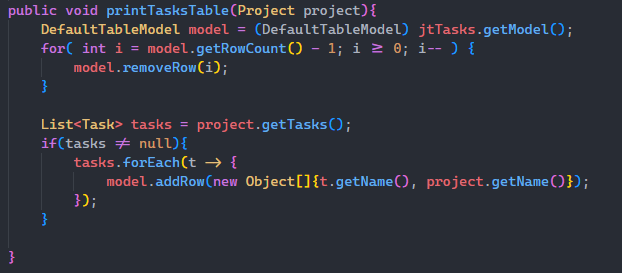 public void printTasksTable(Project project){
    DefaultTableModel model = (DefaultTableModel) jtTasks.getModel();
    for( int i = model.getRowCount() - 1; i ≥ 0; i-- ) {
        model.removeRow(i);
    }

    List<Task> tasks = project.getTasks();
    if(tasks ≠ null){
        tasks.forEach(t → {
            model.addRow(new Object[]{t.getName(), project.getName()});
        });
    }

}